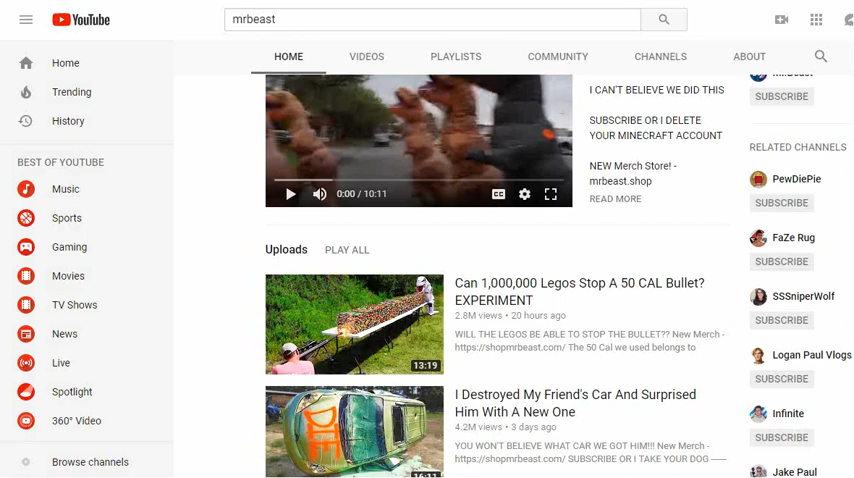 YouTube
mrbeast
HOME VIDEOS PLAYLISTS COMMUNITY CHANNELS ABOUT
Home
Trending
History
BEST OF YOUTUBE
Music
Sports
Gaming
Movies
TV Shows
News
Live
Spotlight
360° Video
Browse channels
0:00 / 10:11
CC
I CAN'T BELIEVE WE DID THIS
SUBSCRIBE OR I DELETE
YOUR MINECRAFT ACCOUNT
NEW Merch Store! -
mrbeast.shop
READ MORE
Uploads PLAY ALL
13:19
Can 1,000,000 Legos Stop A 50 CAL Bullet?
EXPERIMENT
2.8M views • 20 hours ago
WILL THE LEGOS BE ABLE TO STOP THE BULLET?? New Merch -
https://shopmrbeast.com/ The 50 Cal we used belongs to
DIE
16:11
I Destroyed My Friend's Car And Surprised
Him With A New One
4.2M views • 3 days ago
YOU WON'T BELIEVE WHAT CAR WE GOT HIM!!! New Merch -
https://shopmrbeast.com/ SUBSCRIBE OR I TAKE YOUR DOG ——
SUBSCRIBE
RELATED CHANNELS
PewDiePie
SUBSCRIBE
FaZe Rug
SUBSCRIBE
SSSniperWolf
SUBSCRIBE
Logan Paul Vlogs
SUBSCRIBE
Infinite
SUBSCRIBE
Jake Paul